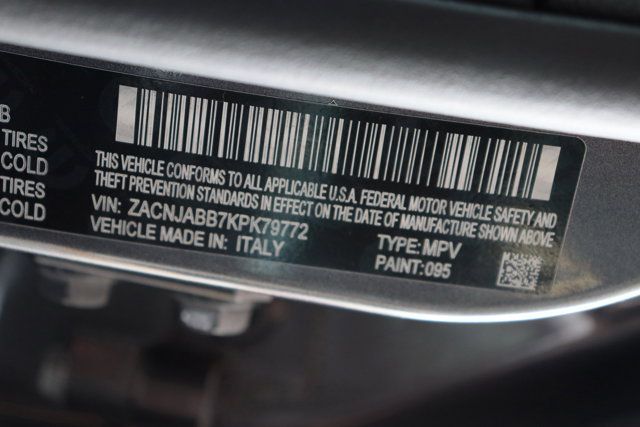 B
TIRES
COLD
TIRES
COLD
THIS VEHICLE CONFORMS TO ALL APPLICABLE U.S.A. FEDERAL MOTOR VEHICLE SAFETY AND
THEFT PREVENTION STANDARDS IN EFFECT ON THE DATE OF MANUFACTURE SHOWN ABOVE
VIN: ZACNJABB7KPK79772
VEHICLE MADE IN: ITALY
TYPE: MPV
PAINT: 095